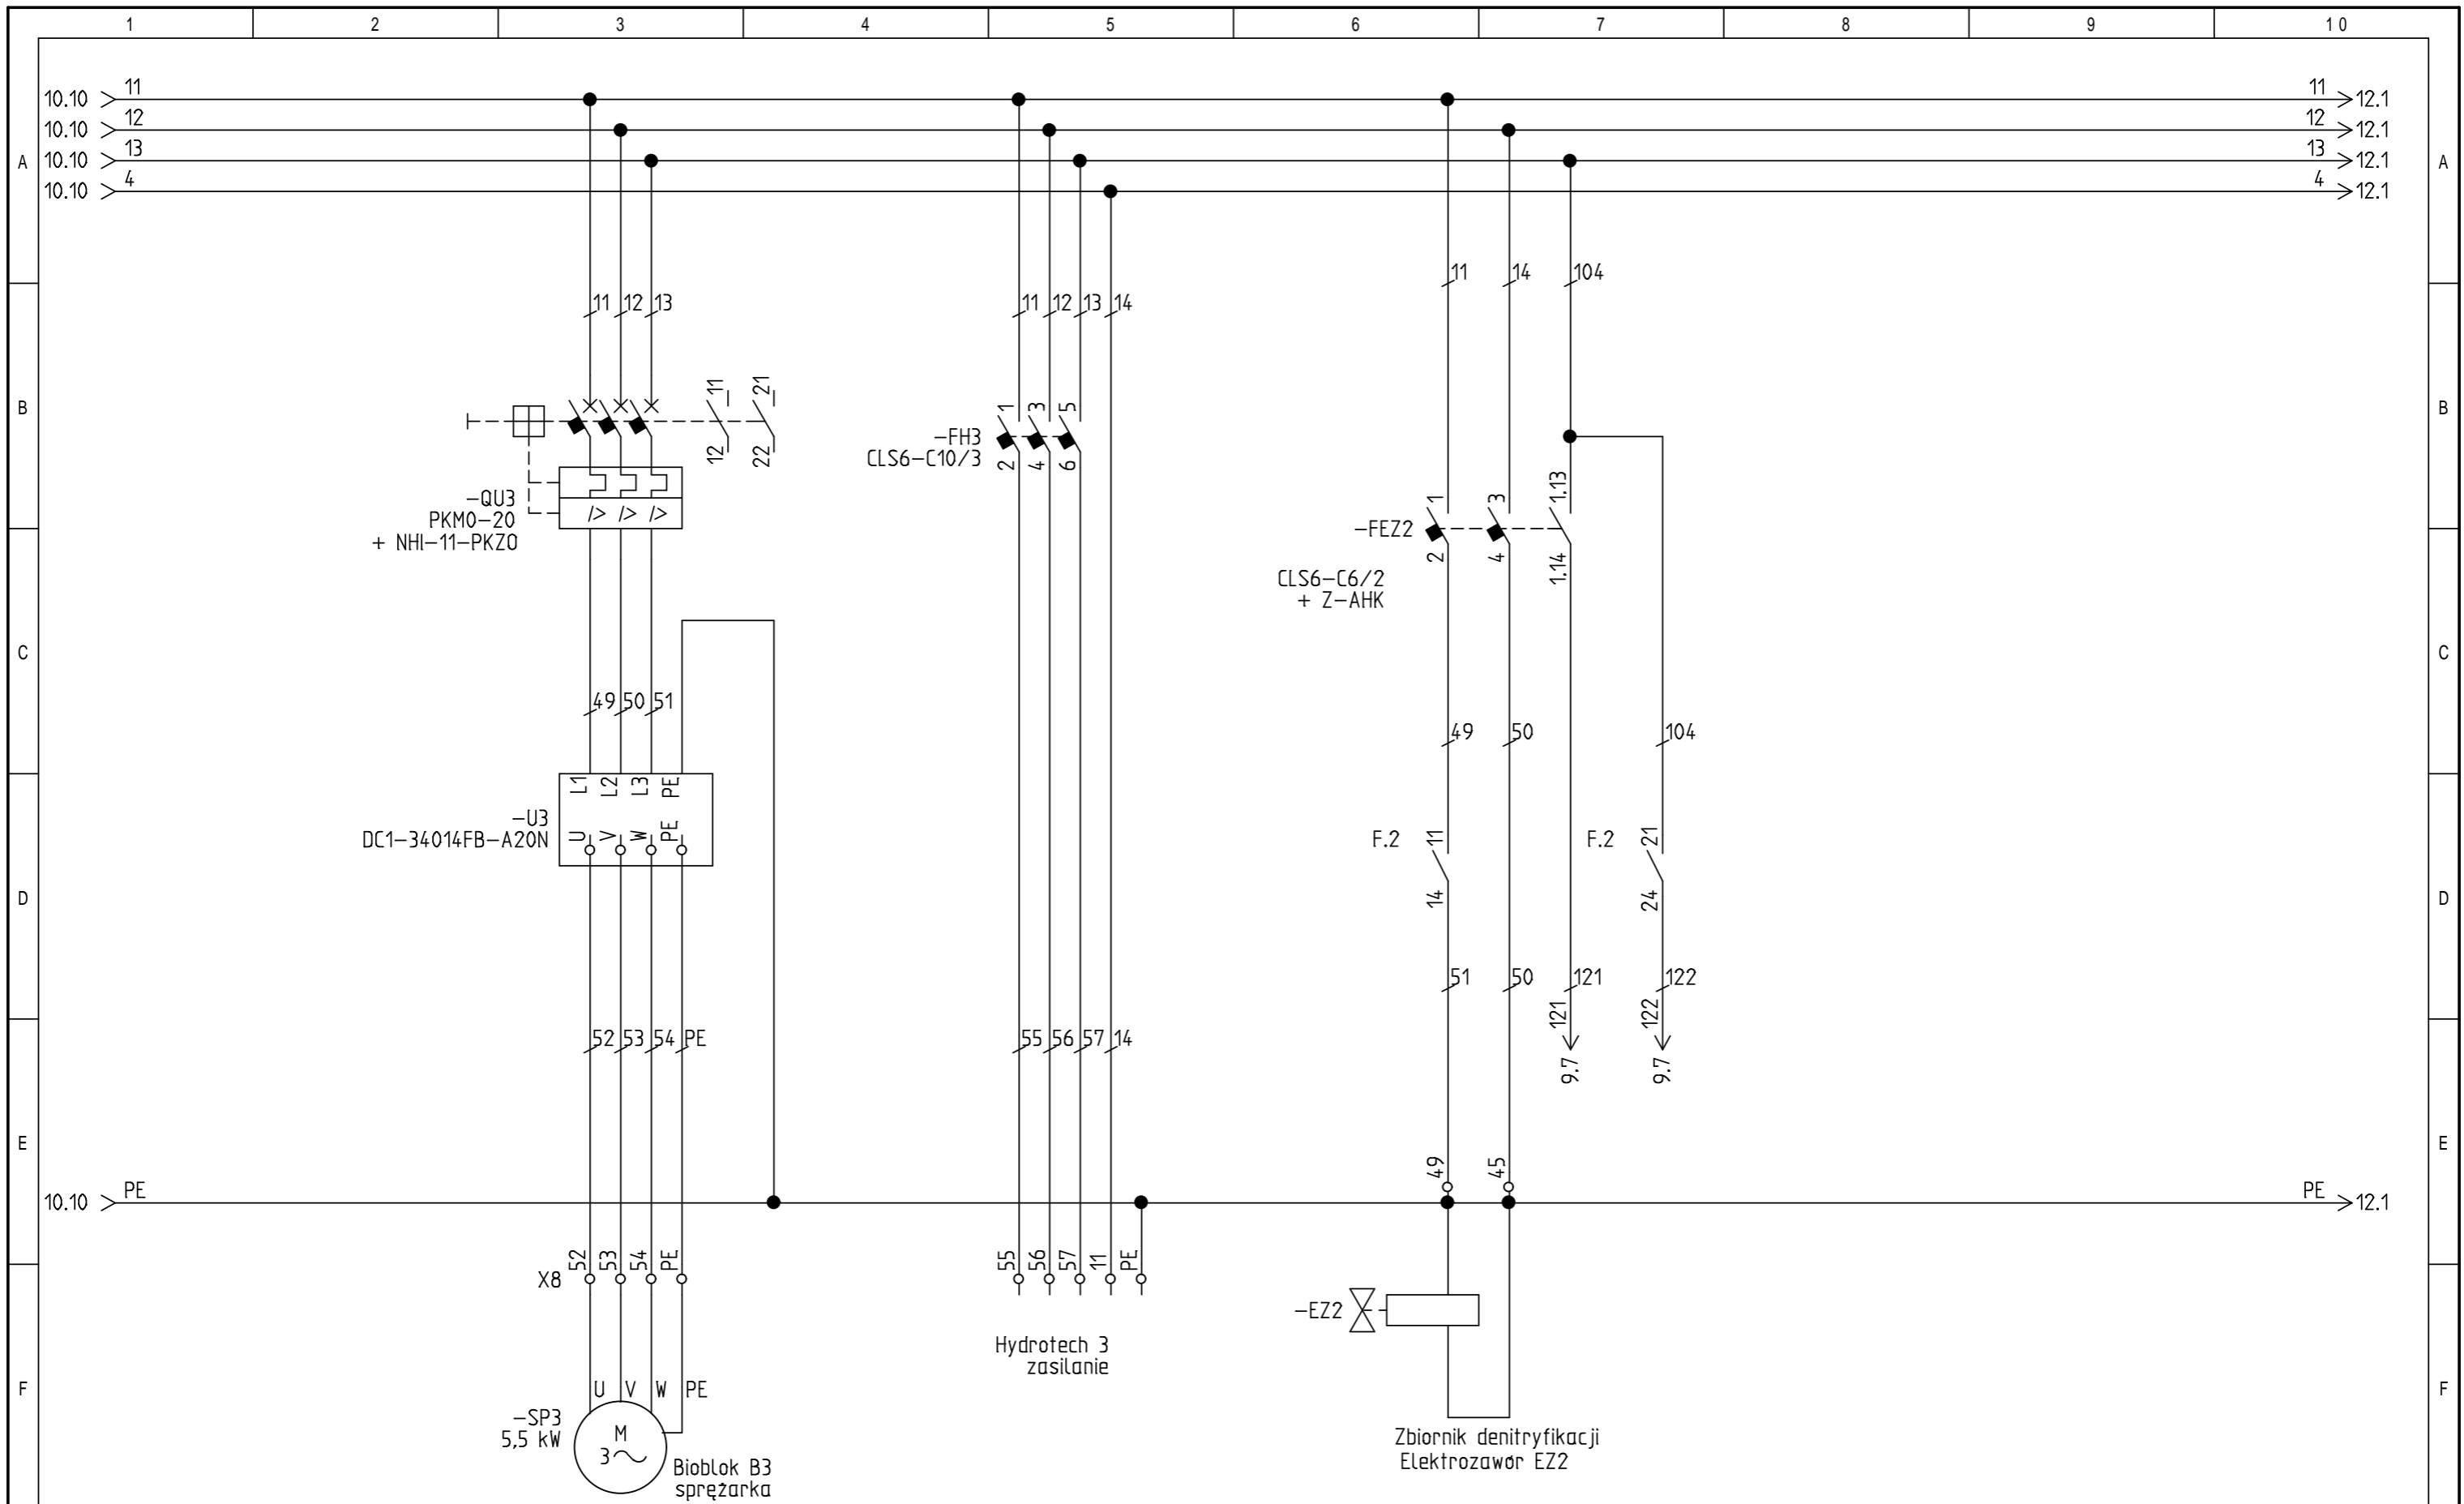 1 2 3 4 5 6 7 8 9 10
10.10 11 11 12.1
10.10 12 12 12.1
A 10.10 13 13 12.1 A
10.10 4 4 12.1
11 14 104
11 12 13 11 12 13 14
11 21
B 1 3 5 B
-FH3
CLS6-C10/3
12 22 2 4 6
-QU3
PKM0-20
+ NHI-11-PKZ0
I> I> I>
1 3 1.13
-FEZ2
2 4 1.14
CLS6-C6/2
+ Z-AHK
C C
49 50 51
49 50 104
L1 L2 L3 PE
-U3
DC1-34014FB-A20N
U V W PE
F.2 11 F.2 21
14 24
D D
51 50 121 122
121 122
52 53 54 PE 55 56 57 14
9.7 9.7
E E
49 45
10.10 PE PE 12.1
X8 52 53 54 PE
55 56 57 11 PE
-EZ2
Hydrotech 3
zasilanie
F U V W PE F
-SP3
5,5 kW
M
3
Bioblok B3
sprężarka
Zbiornik denitryfikacji
Elektrozawór EZ2